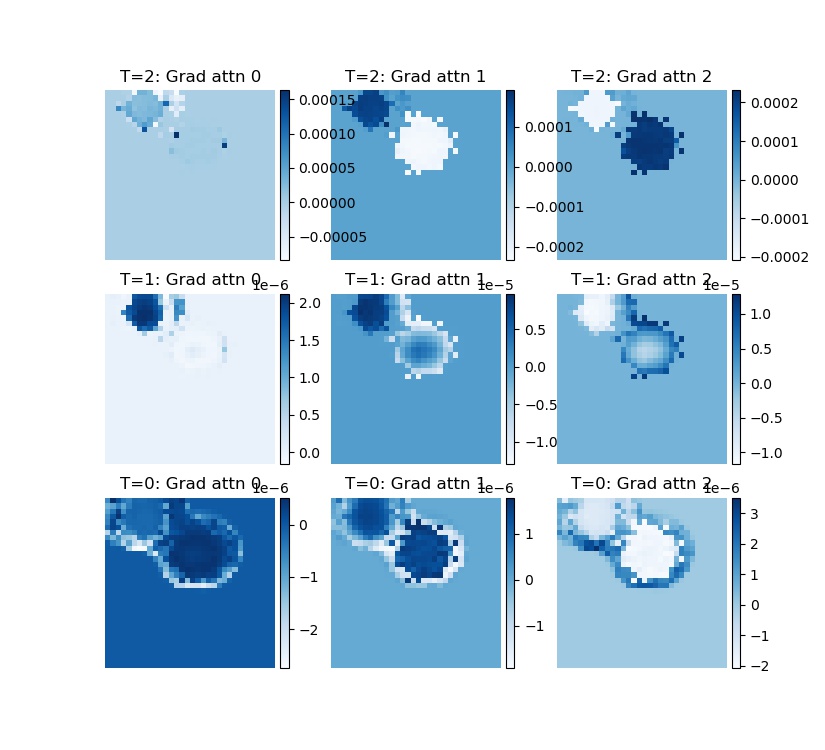 T=2: Grad attn 0
T=2: Grad attn 1
T=2: Grad attn 2
0.00015
0.00010
0.00005
0.00000
−0.00005
0.0001
0.0000
−0.0001
−0.0002
0.0002
0.0001
0.0000
−0.0001
−0.0002
T=1: Grad attn 0
1e−6
T=1: Grad attn 1
1e−5
T=1: Grad attn 2
1e−5
2.0
1.5
1.0
0.5
0.0
0.5
0.0
−0.5
−1.0
1.0
0.5
0.0
−0.5
−1.0
T=0: Grad attn 0
1e−6
T=0: Grad attn 1
1e−6
T=0: Grad attn 2
1e−6
0
−1
−2
1
0
−1
3
2
1
0
−1
−2